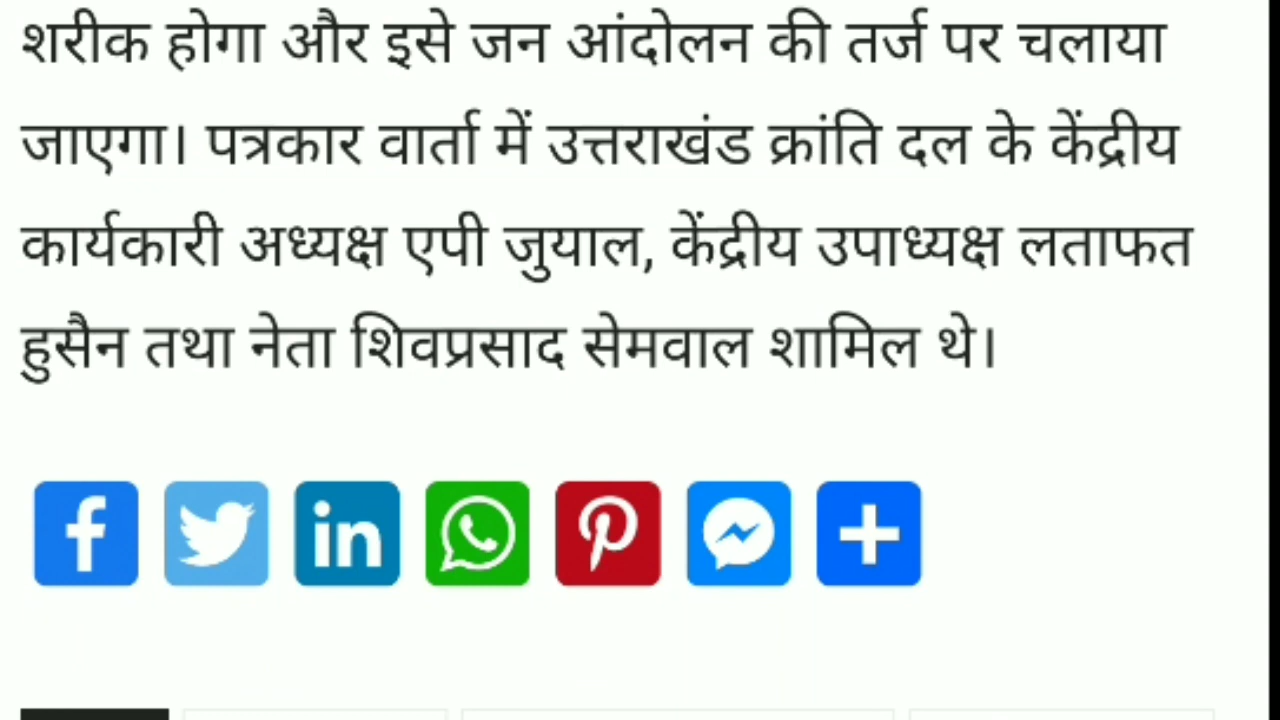 शरीक होगा और इसे जन आंदोलन की तर्ज पर चलाया
जाएगा। पत्रकार वार्ता में उत्तराखंड क्रांति दल के केंद्रीय
कार्यकारी अध्यक्ष एपी जुयाल, केंद्रीय उपाध्यक्ष लताफत
हुसैन तथा नेता शिवप्रसाद सेमवाल शामिल थे।